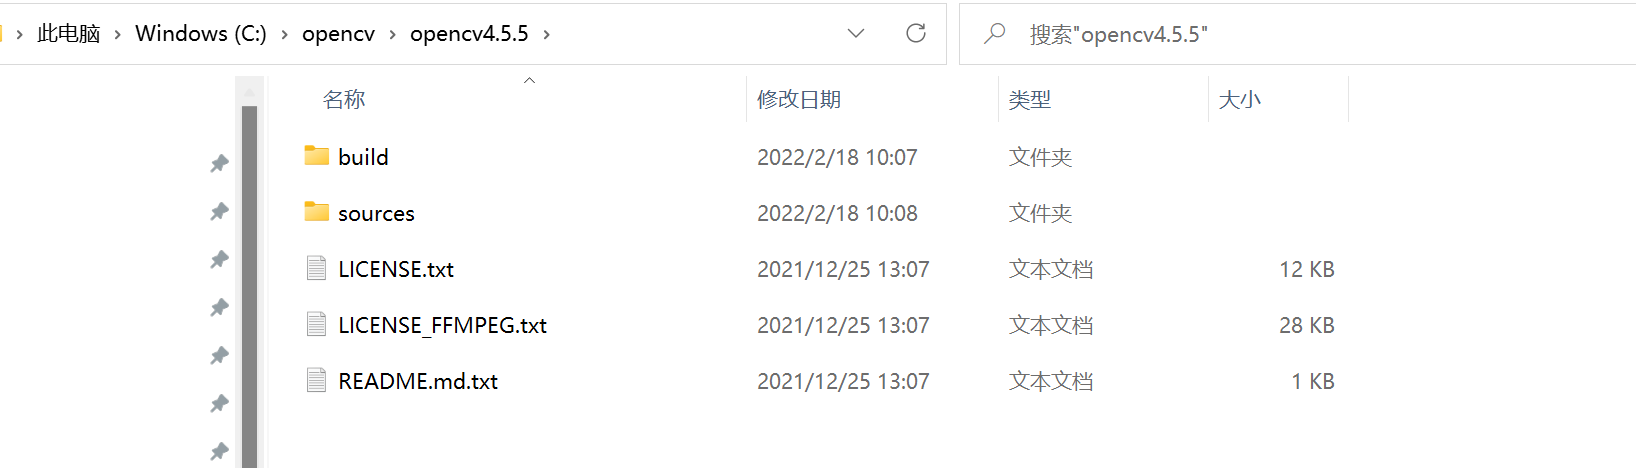 此电脑 › Windows (C:) › opencv › opencv4.5.5 › 搜索"opencv4.5.5"
名称 修改日期 类型 大小
build 2022/2/18 10:07 文件夹
sources 2022/2/18 10:08 文件夹
LICENSE.txt 2021/12/25 13:07 文本文档 12 KB
LICENSE_FFMPEG.txt 2021/12/25 13:07 文本文档 28 KB
README.md.txt 2021/12/25 13:07 文本文档 1 KB